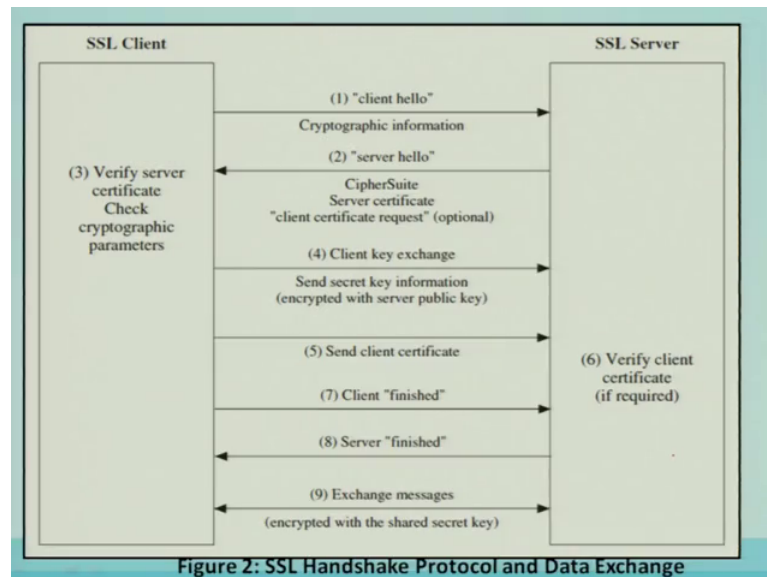 SSL Client
SSL Server
(1) "client hello"
Cryptographic information
(2) "server hello"
(3) Verify server
certificate
Check
cryptographic
parameters
CipherSuite
Server certificate
"client certificate request" (optional)
(4) Client key exchange
Send secret key information
(encrypted with server public key)
(5) Send client certificate
(6) Verify client
certificate
(if required)
(7) Client "finished"
(8) Server "finished"
(9) Exchange messages
(encrypted with the shared secret key)
Figure 2: SSL Handshake Protocol and Data Exchange